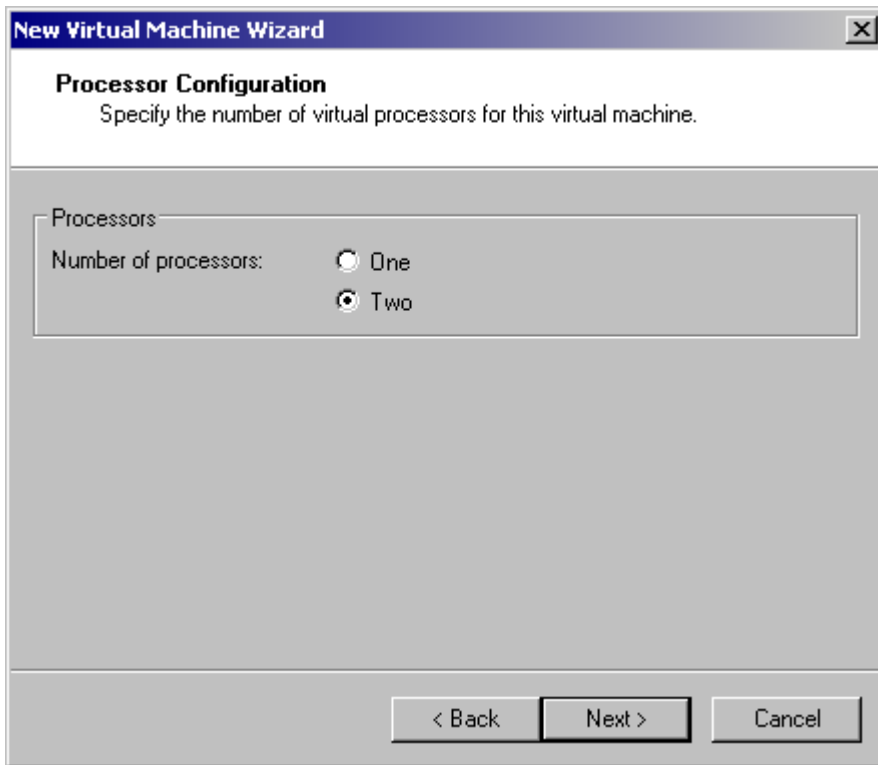 New Virtual Machine Wizard
Processor Configuration
Specify the number of virtual processors for this virtual machine.
Processors
Number of processors:
One
Two
< Back
Next >
Cancel